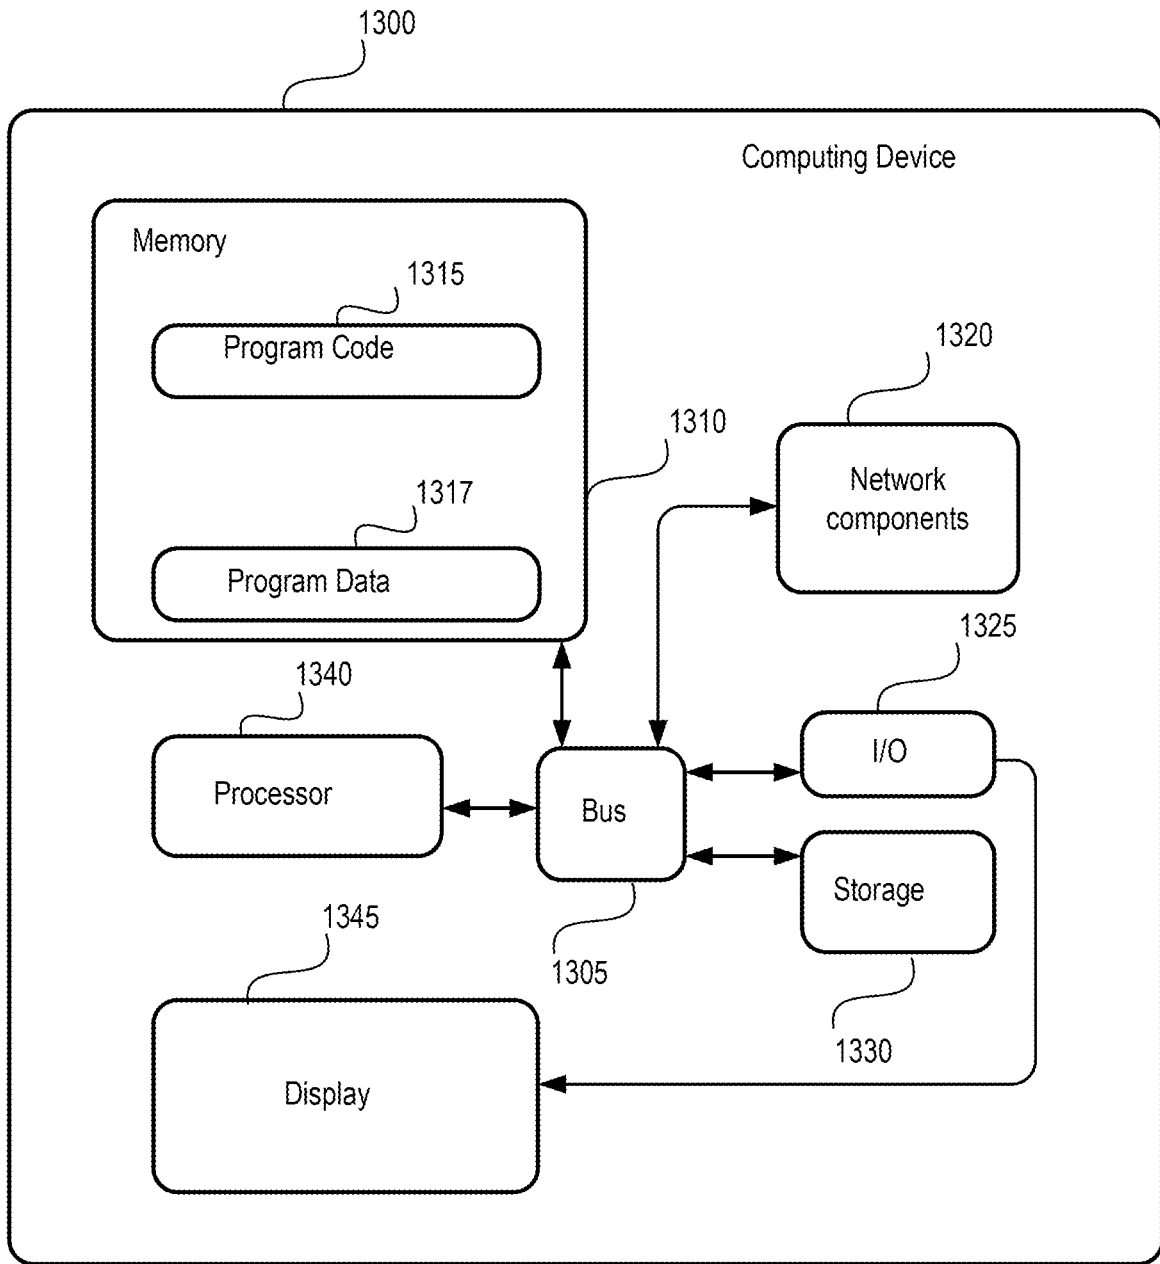 1300
Computing Device
Memory
1315
Program Code
1320
1310
Network
components
1317
Program Data
1325
1340
I/O
Processor
Bus
Storage
1345
1305
1330
Display